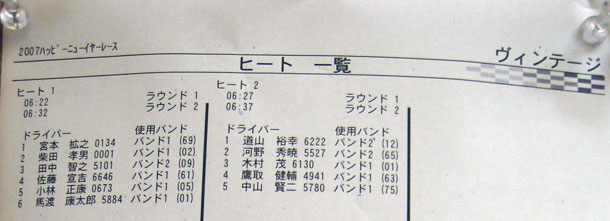 2007ハッピーニューイヤーレース
ヴィンテージ
ヒート 一覧
ヒート 1
06:22 ラウンド 1
06:32 ラウンド 2
ドライバー 使用バンド
1 宮本 拡之 0134 バンド1 (69)
2 柴田 孝男 0001 バンド1 (02)
3 田中 智之 5101 バンド2 (09)
4 佐藤 宣吉 6646 バンド1 (61)
5 小林 正康 0673 バンド1 (05)
6 馬渡 康太郎 5884 バンド1 (01)
ヒート 2
06:27 ラウンド 1
06:37 ラウンド 2
ドライバー 使用バンド
1 道山 裕幸 6222 バンド2 (12)
2 河野 秀暁 5527 バンド2 (65)
3 木村 茂 6130 バンド1 (01)
4 鷹取 健輔 4941 バンド1 (63)
5 中山 賢二 5780 バンド1 (75)